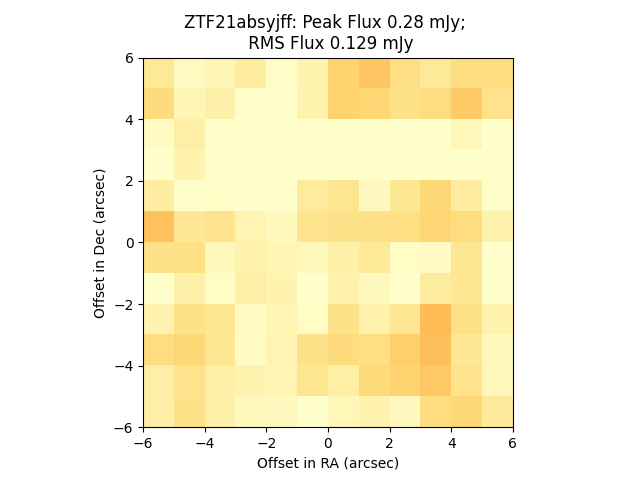 ZTF21absyjff: Peak Flux 0.28 mJy;
RMS Flux 0.129 mJy
6
4
2
0
−2
−4
−6
Offset in Dec (arcsec)
−6 −4 −2 0 2 4 6
Offset in RA (arcsec)